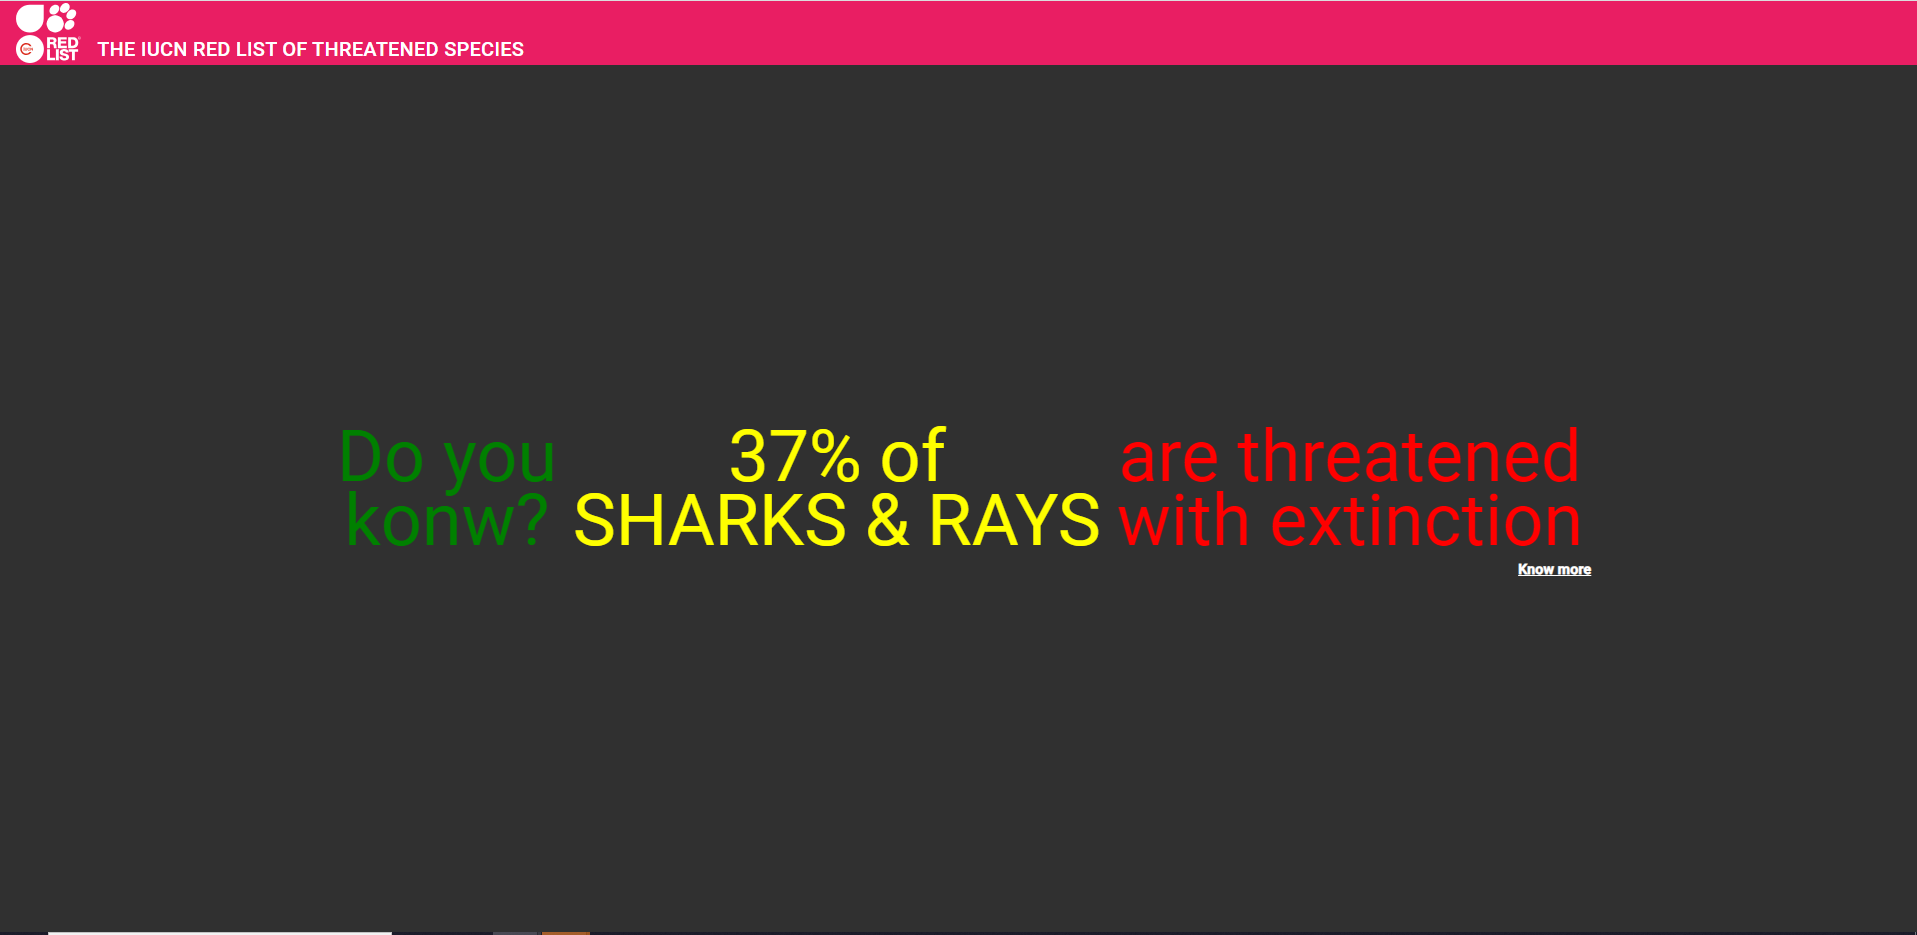 RED
LIST
THE IUCN RED LIST OF THREATENED SPECIES
Do you
konw?
37% of
SHARKS & RAYS
are threatened
with extinction
Know more